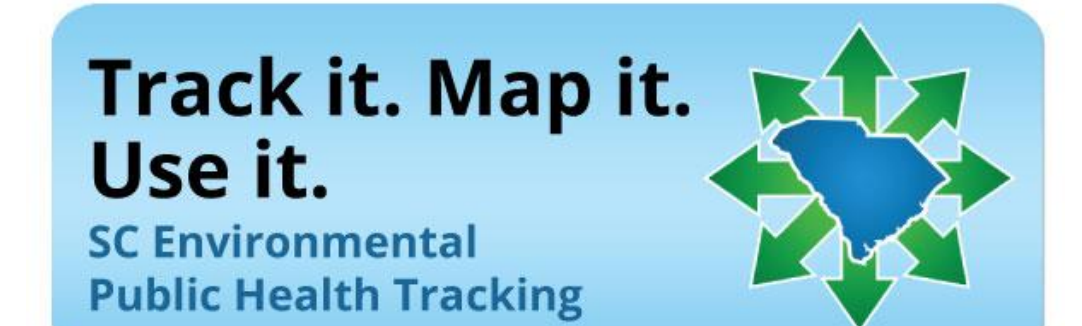 Track it. Map it.
Use it.
SC Environmental
Public Health Tracking